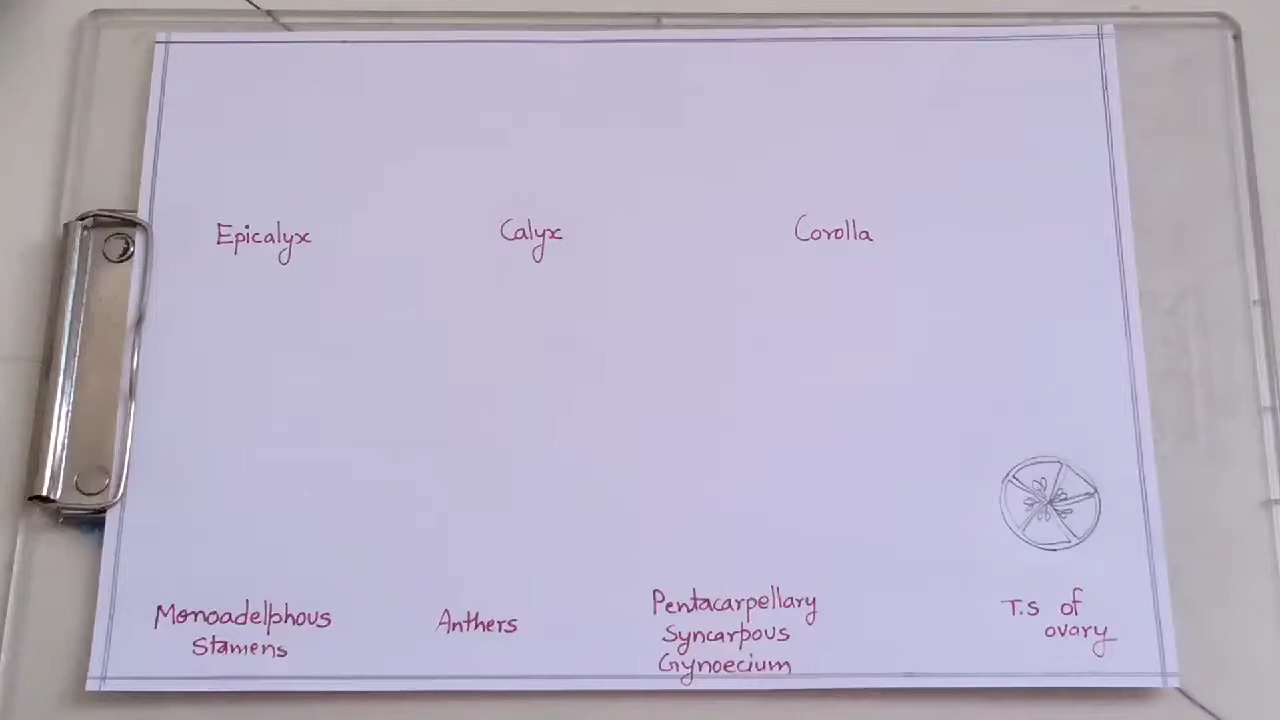 Epicalyx
Calyx
Corolla
Monoadelphous
Stamens
Anthers
Pentacarpellary
Syncarpous
Gynoecium
T.S of
ovary